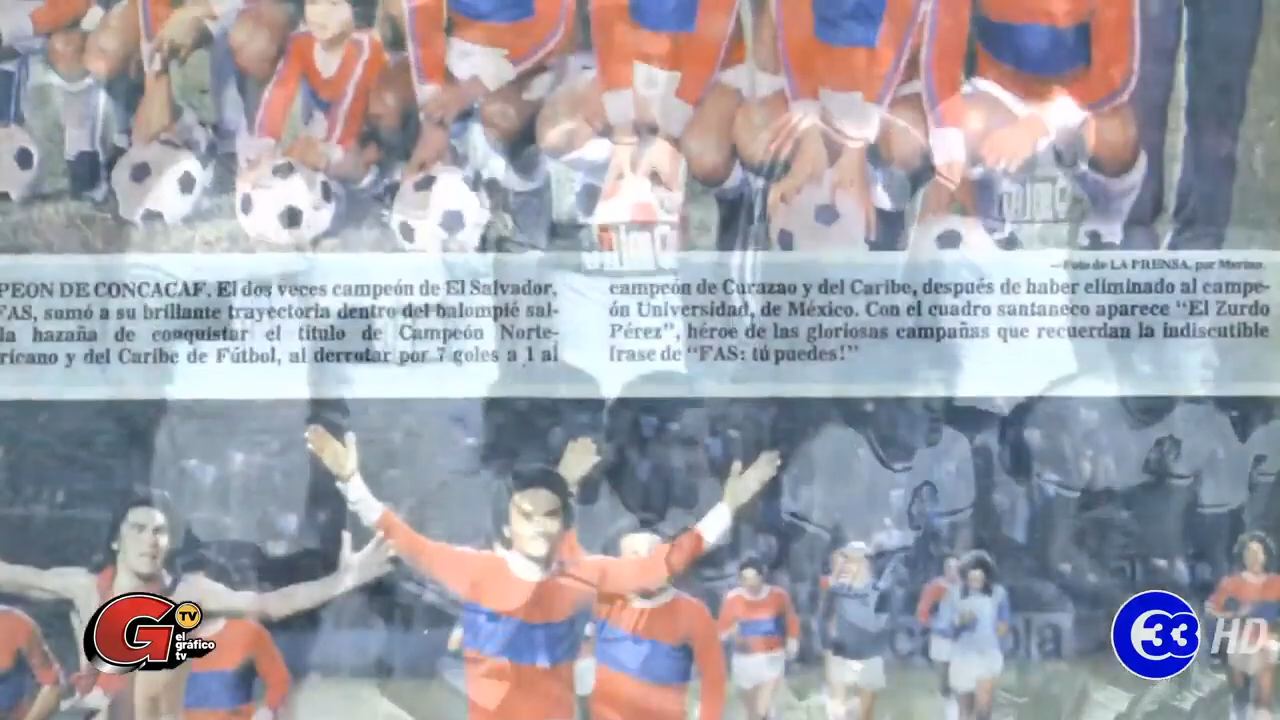 —Foto de LA PRENSA, por Merino.
PEON DE CONCACAF. El dos veces campeón de El Salvador,
FAS, sumó a su brillante trayectoria dentro del balompié sal-
la hazaña de conquistar el título de Campeón Norte-
ricano y del Caribe de Fútbol, al derrotar por 7 goles a 1 al
campeón de Curazao y del Caribe, después de haber eliminado al campe-
ón Universidad, de México. Con el cuadro santaneco aparece "El Zurdo
Pérez", héroe de las gloriosas campañas que recuerdan la indiscutible
frase de "FAS: tú puedes!"
G TV
el
gráfico
tv
33 HD